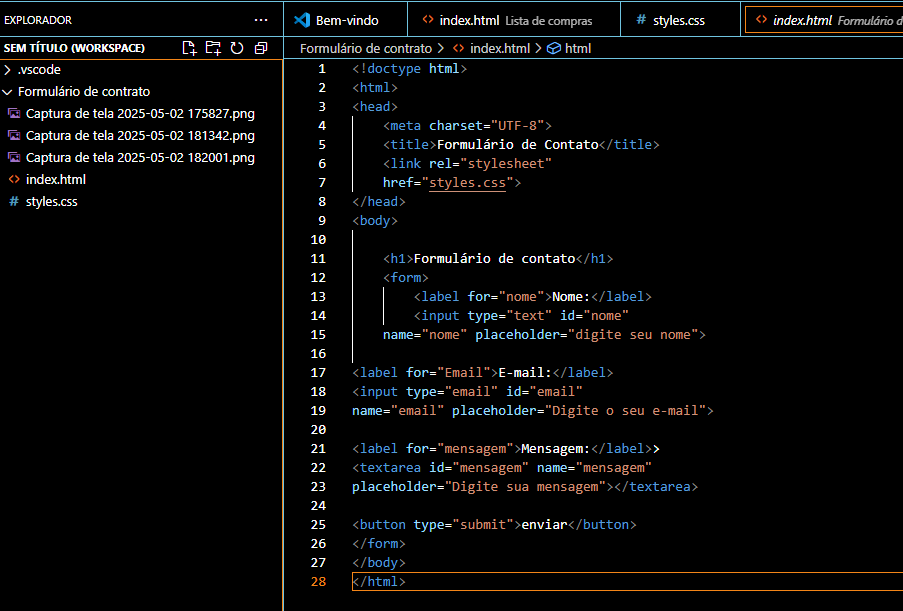 EXPLORADOR ...
Bem-vindo
index.html Lista de compras
# styles.css
index.html Formulário d
SEM TÍTULO (WORKSPACE)
Formulário de contrato > index.html > html
.vscode
Formulário de contrato
Captura de tela 2025-05-02 175827.png
Captura de tela 2025-05-02 181342.png
Captura de tela 2025-05-02 182001.png
index.html
# styles.css
1 <!doctype html>
2 <html>
3 <head>
4 <meta charset="UTF-8">
5 <title>Formulário de Contato</title>
6 <link rel="stylesheet"
7 href="styles.css">
8 </head>
9 <body>
10
11 <h1>Formulário de contato</h1>
12 <form>
13 <label for="nome">Nome:</label>
14 <input type="text" id="nome"
15 name="nome" placeholder="digite seu nome">
16
17 <label for="Email">E-mail:</label>
18 <input type="email" id="email"
19 name="email" placeholder="Digite o seu e-mail">
20
21 <label for="mensagem">Mensagem:</label>>
22 <textarea id="mensagem" name="mensagem"
23 placeholder="Digite sua mensagem"></textarea>
24
25 <button type="submit">enviar</button>
26 </form>
27 </body>
28 </html>